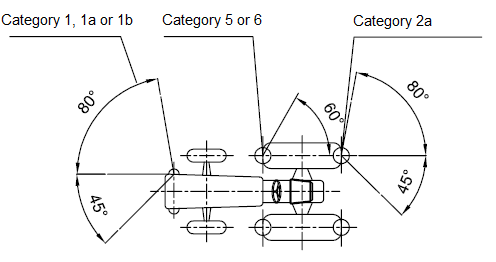 Category 1, 1a or 1b
Category 5 or 6
Category 2a
80°
60°
80°
45°
45°